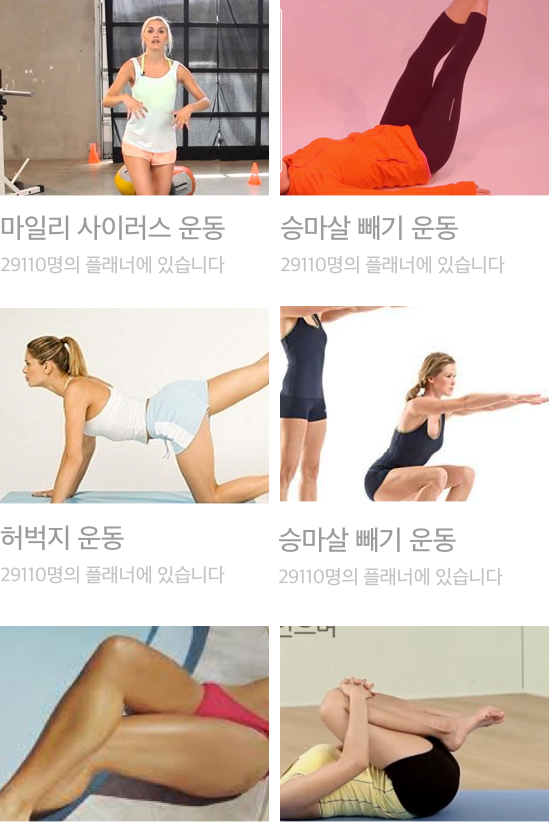 마일리 사이러스 운동
29110명의 플래너에 있습니다
승마살 빼기 운동
29110명의 플래너에 있습니다
허벅지 운동
29110명의 플래너에 있습니다
승마살 빼기 운동
29110명의 플래너에 있습니다